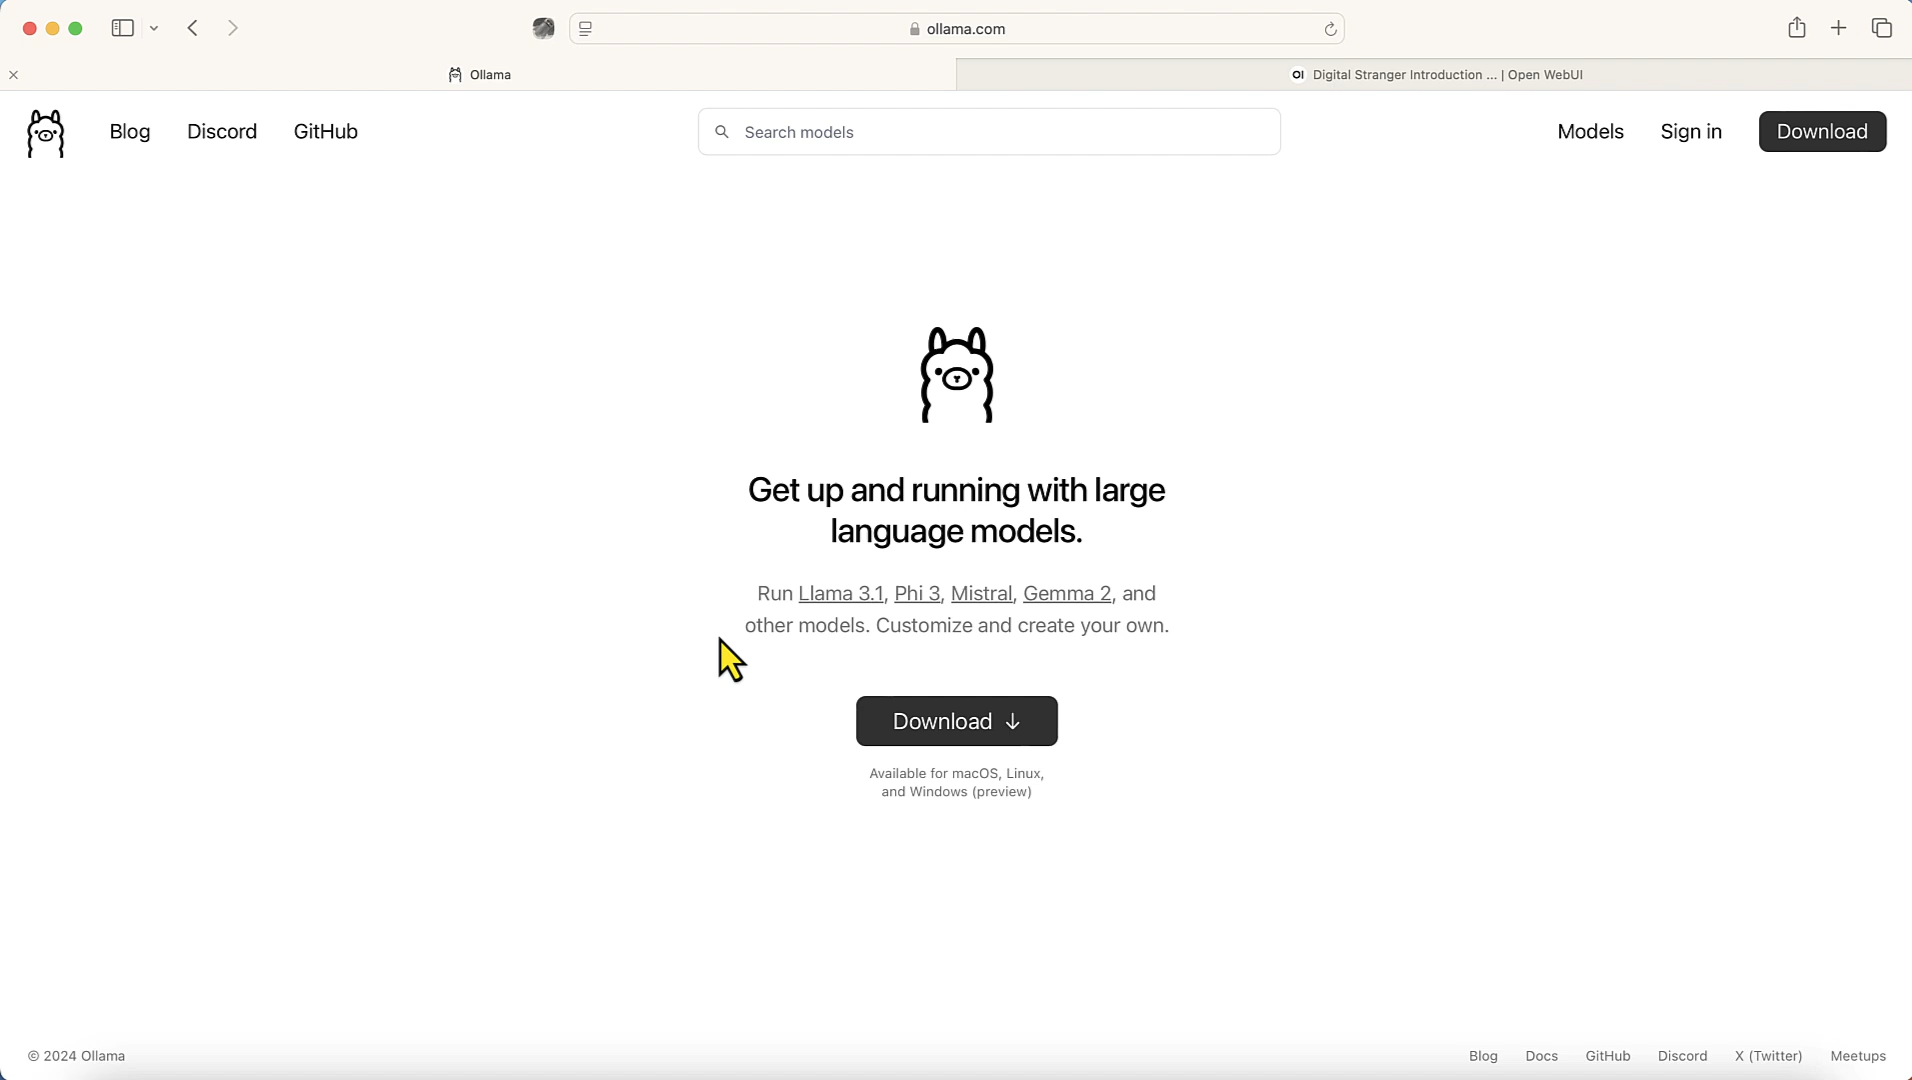 ollama.com
Ollama
OI Digital Stranger Introduction ... | Open WebUI
Blog
Discord
GitHub
Search models
Models
Sign in
Download
Get up and running with large
language models.
Run Llama 3.1, Phi 3, Mistral, Gemma 2, and
other models. Customize and create your own.
Download ↓
Available for macOS, Linux,
and Windows (preview)
© 2024 Ollama
Blog
Docs
GitHub
Discord
X (Twitter)
Meetups